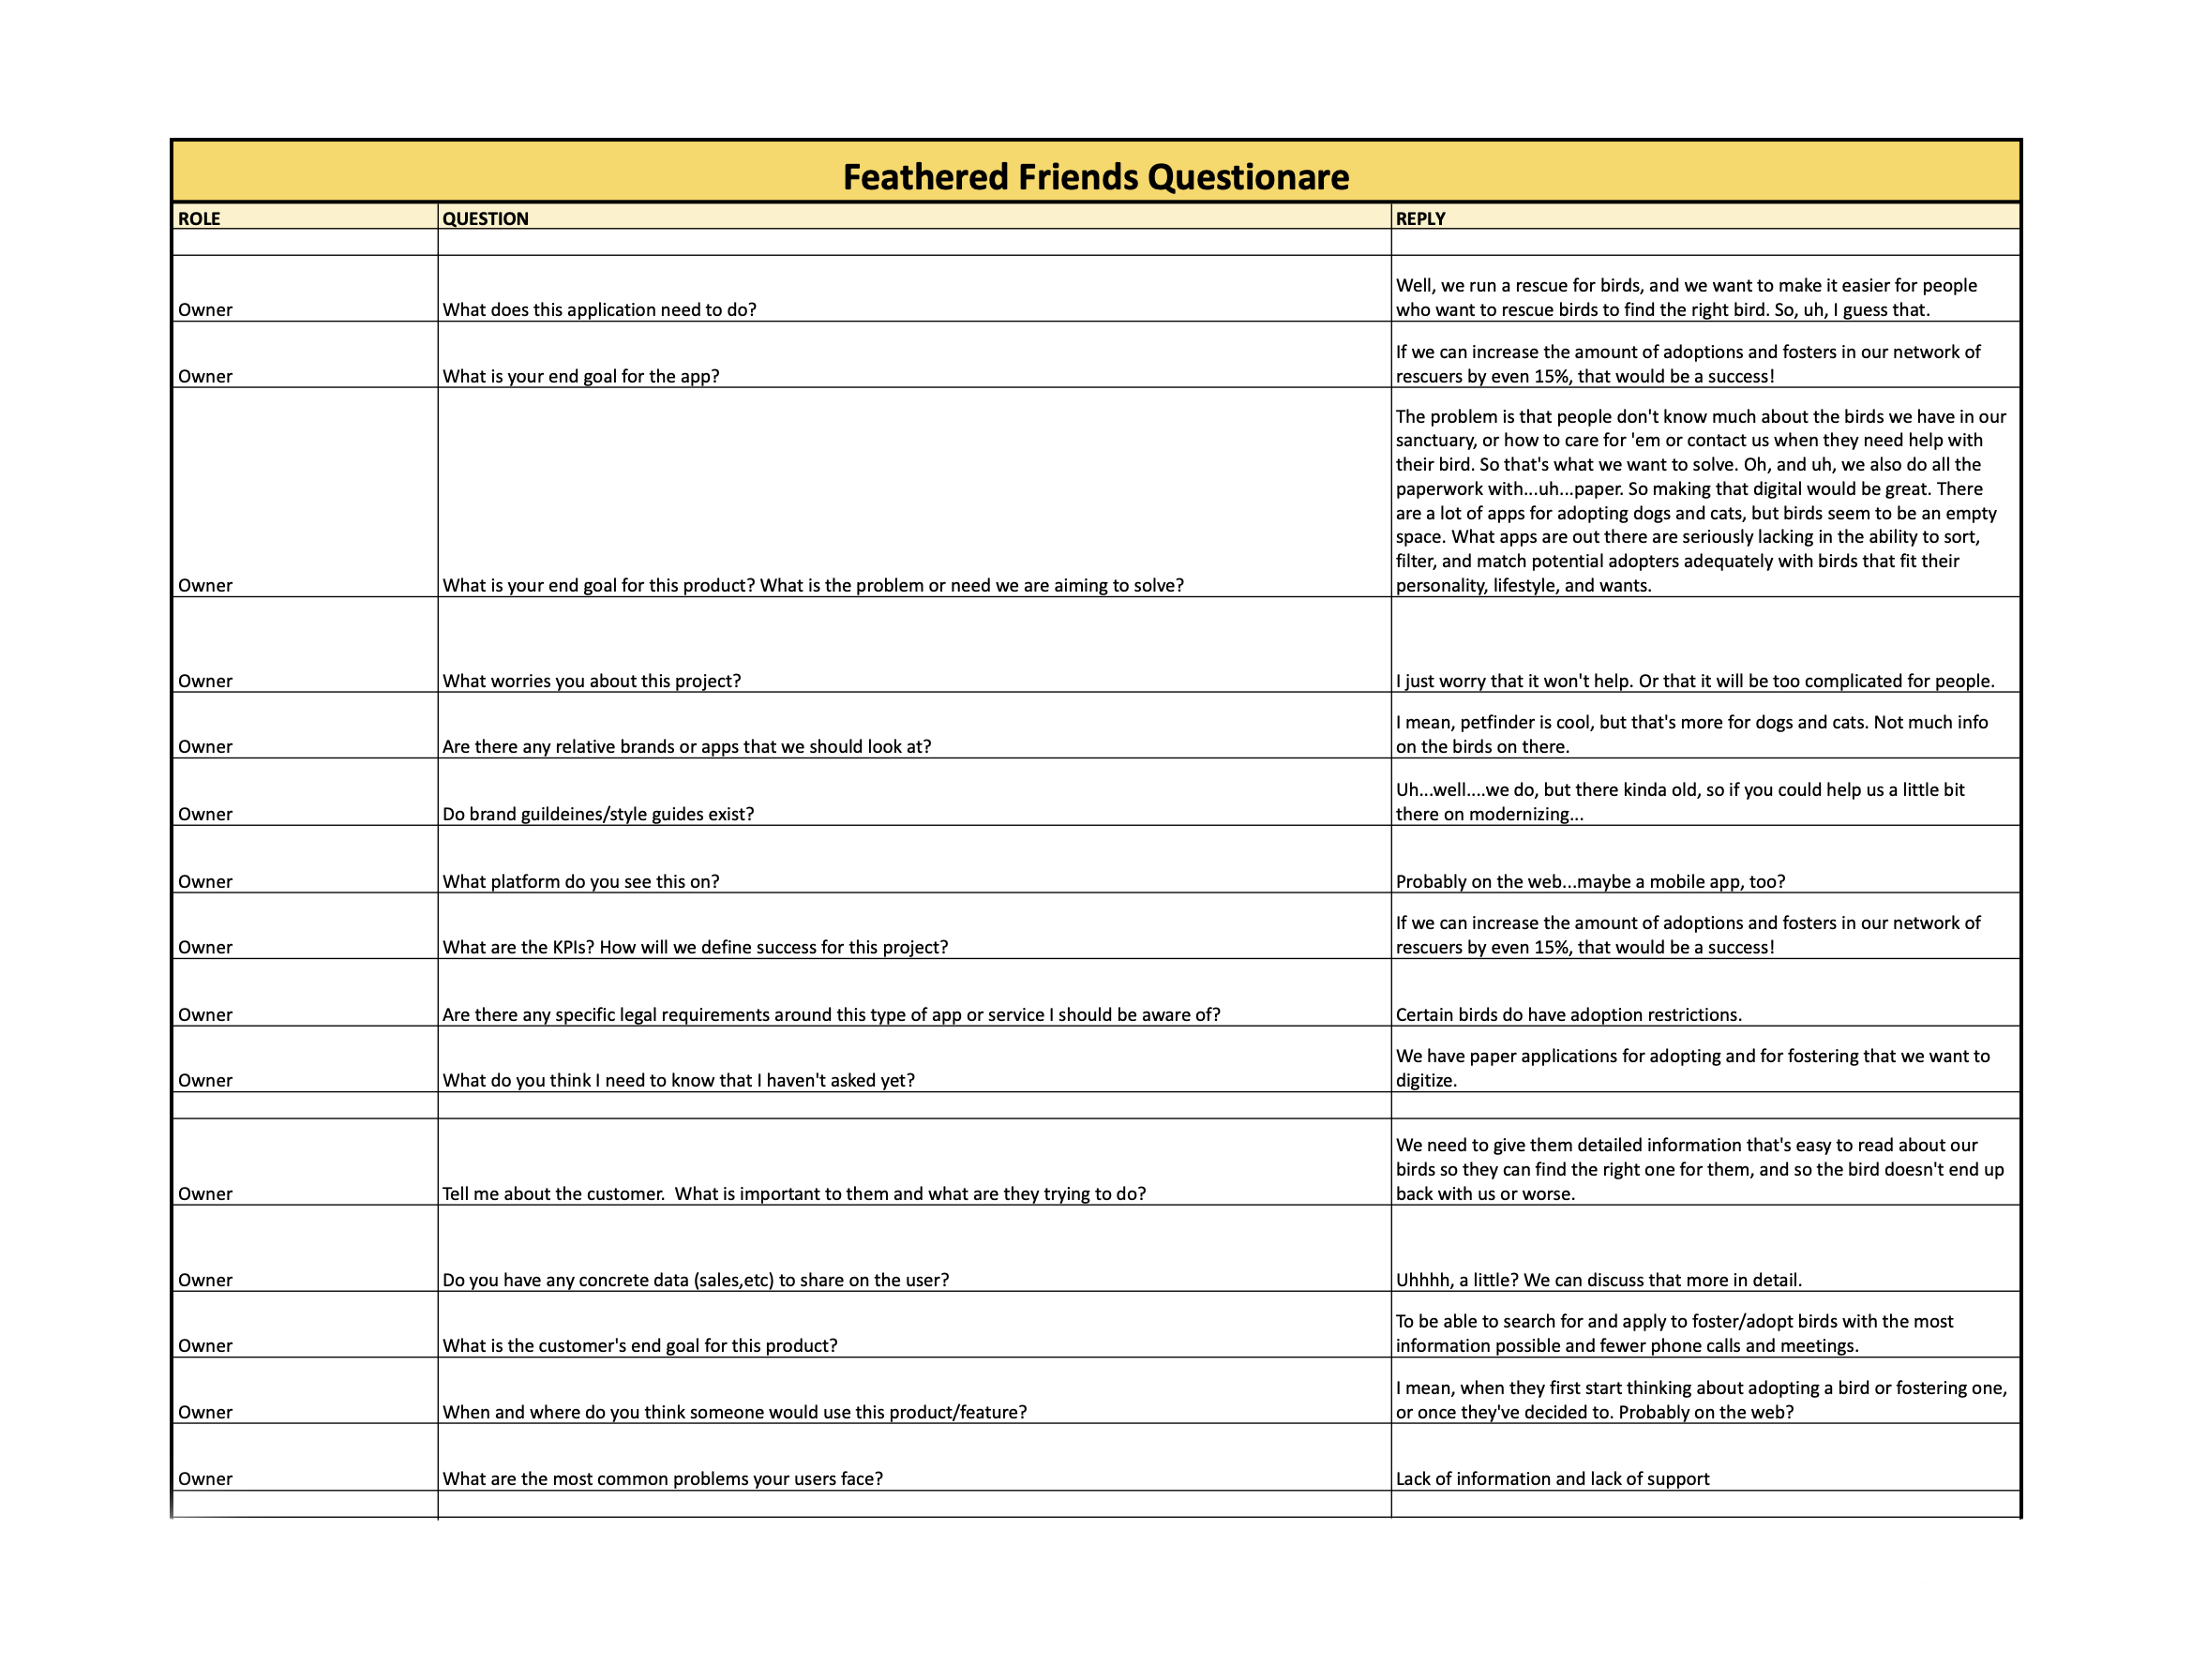 Feathered Friends Questionare
ROLE QUESTION REPLY
Owner What does this application need to do? Well, we run a rescue for birds, and we want to make it easier for people
who want to rescue birds to find the right bird. So, uh, I guess that.
Owner What is your end goal for the app? If we can increase the amount of adoptions and fosters in our network of
rescuers by even 15%, that would be a success!
Owner What is your end goal for this product? What is the problem or need we are aiming to solve? The problem is that people don't know much about the birds we have in our
sanctuary, or how to care for 'em or contact us when they need help with
their bird. So that's what we want to solve. Oh, and uh, we also do all the
paperwork with...uh...paper. So making that digital would be great. There
are a lot of apps for adopting dogs and cats, but birds seem to be an empty
space. What apps are out there are seriously lacking in the ability to sort,
filter, and match potential adopters adequately with birds that fit their
personality, lifestyle, and wants.
Owner What worries you about this project? I just worry that it won't help. Or that it will be too complicated for people.
Owner Are there any relative brands or apps that we should look at? I mean, petfinder is cool, but that's more for dogs and cats. Not much info
on the birds on there.
Owner Do brand guildeines/style guides exist? Uh...well....we do, but there kinda old, so if you could help us a little bit
there on modernizing...
Owner What platform do you see this on? Probably on the web...maybe a mobile app, too?
Owner What are the KPIs? How will we define success for this project? If we can increase the amount of adoptions and fosters in our network of
rescuers by even 15%, that would be a success!
Owner Are there any specific legal requirements around this type of app or service I should be aware of? Certain birds do have adoption restrictions.
Owner What do you think I need to know that I haven't asked yet? We have paper applications for adopting and for fostering that we want to
digitize.
Owner Tell me about the customer.  What is important to them and what are they trying to do? We need to give them detailed information that's easy to read about our
birds so they can find the right one for them, and so the bird doesn't end up
back with us or worse.
Owner Do you have any concrete data (sales,etc) to share on the user? Uhhhh, a little? We can discuss that more in detail.
Owner What is the customer's end goal for this product? To be able to search for and apply to foster/adopt birds with the most
information possible and fewer phone calls and meetings.
Owner When and where do you think someone would use this product/feature? I mean, when they first start thinking about adopting a bird or fostering one,
or once they've decided to. Probably on the web?
Owner What are the most common problems your users face? Lack of information and lack of support